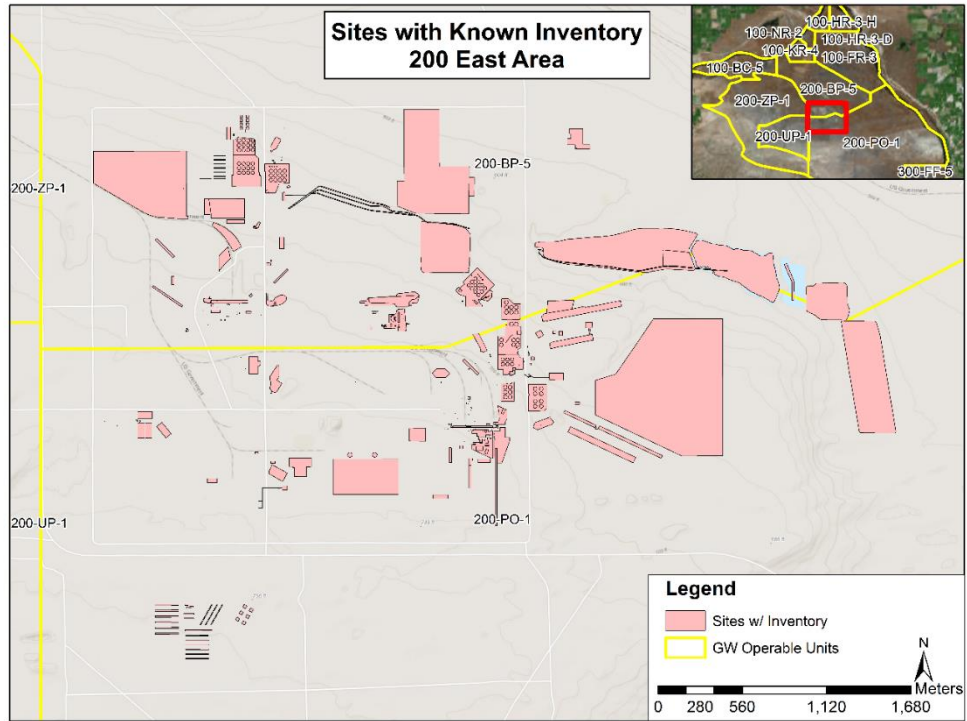 Sites with Known Inventory
200 East Area
100-HR-3-H
100-NR-2
100-HR-3-D
100-KR-4
100-FR-3
100-BC-5
200-BP-5
200-ZP-1
200-UP-1
200-PO-1
300-FF-5
200-BP-5
200-ZP-1
200-UP-1
200-PO-1
Legend
Sites w/ Inventory
GW Operable Units
N
Meters
0 280 560 1,120 1,680